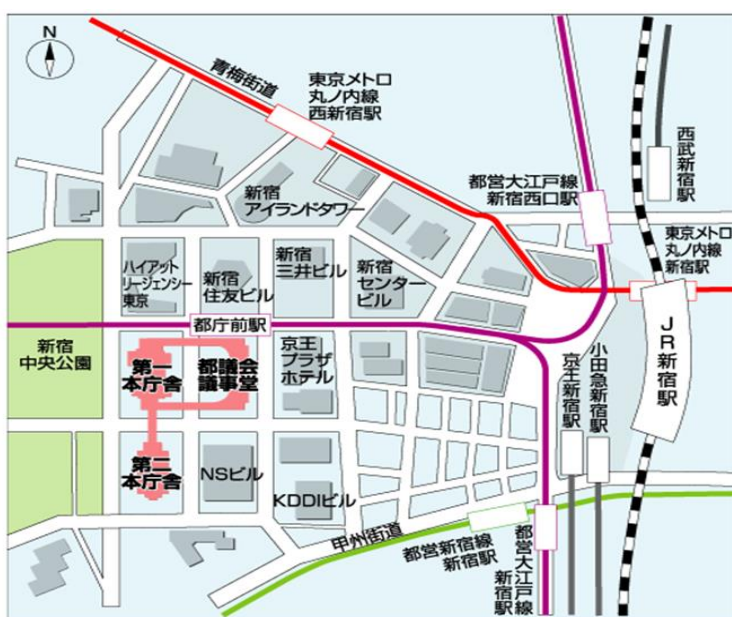 N
青梅街道
東京メトロ
丸ノ内線
西新宿駅
西武新宿駅
都営大江戸線
新宿西口駅
新宿
アイランドタワー
東京メトロ
丸ノ内線
新宿駅
ハイアット
リージェンシー
東京
新宿
住友ビル
新宿
三井ビル
新宿
センター
ビル
都庁前駅
JR新宿駅
新宿
中央公園
第一
本庁舎
都議会
議事堂
京王
プラザ
ホテル
小田急新宿駅
京王新宿駅
第二
本庁舎
NSビル
KDDIビル
甲州街道
都営新宿線
新宿駅
都営大江戸線
新宿駅